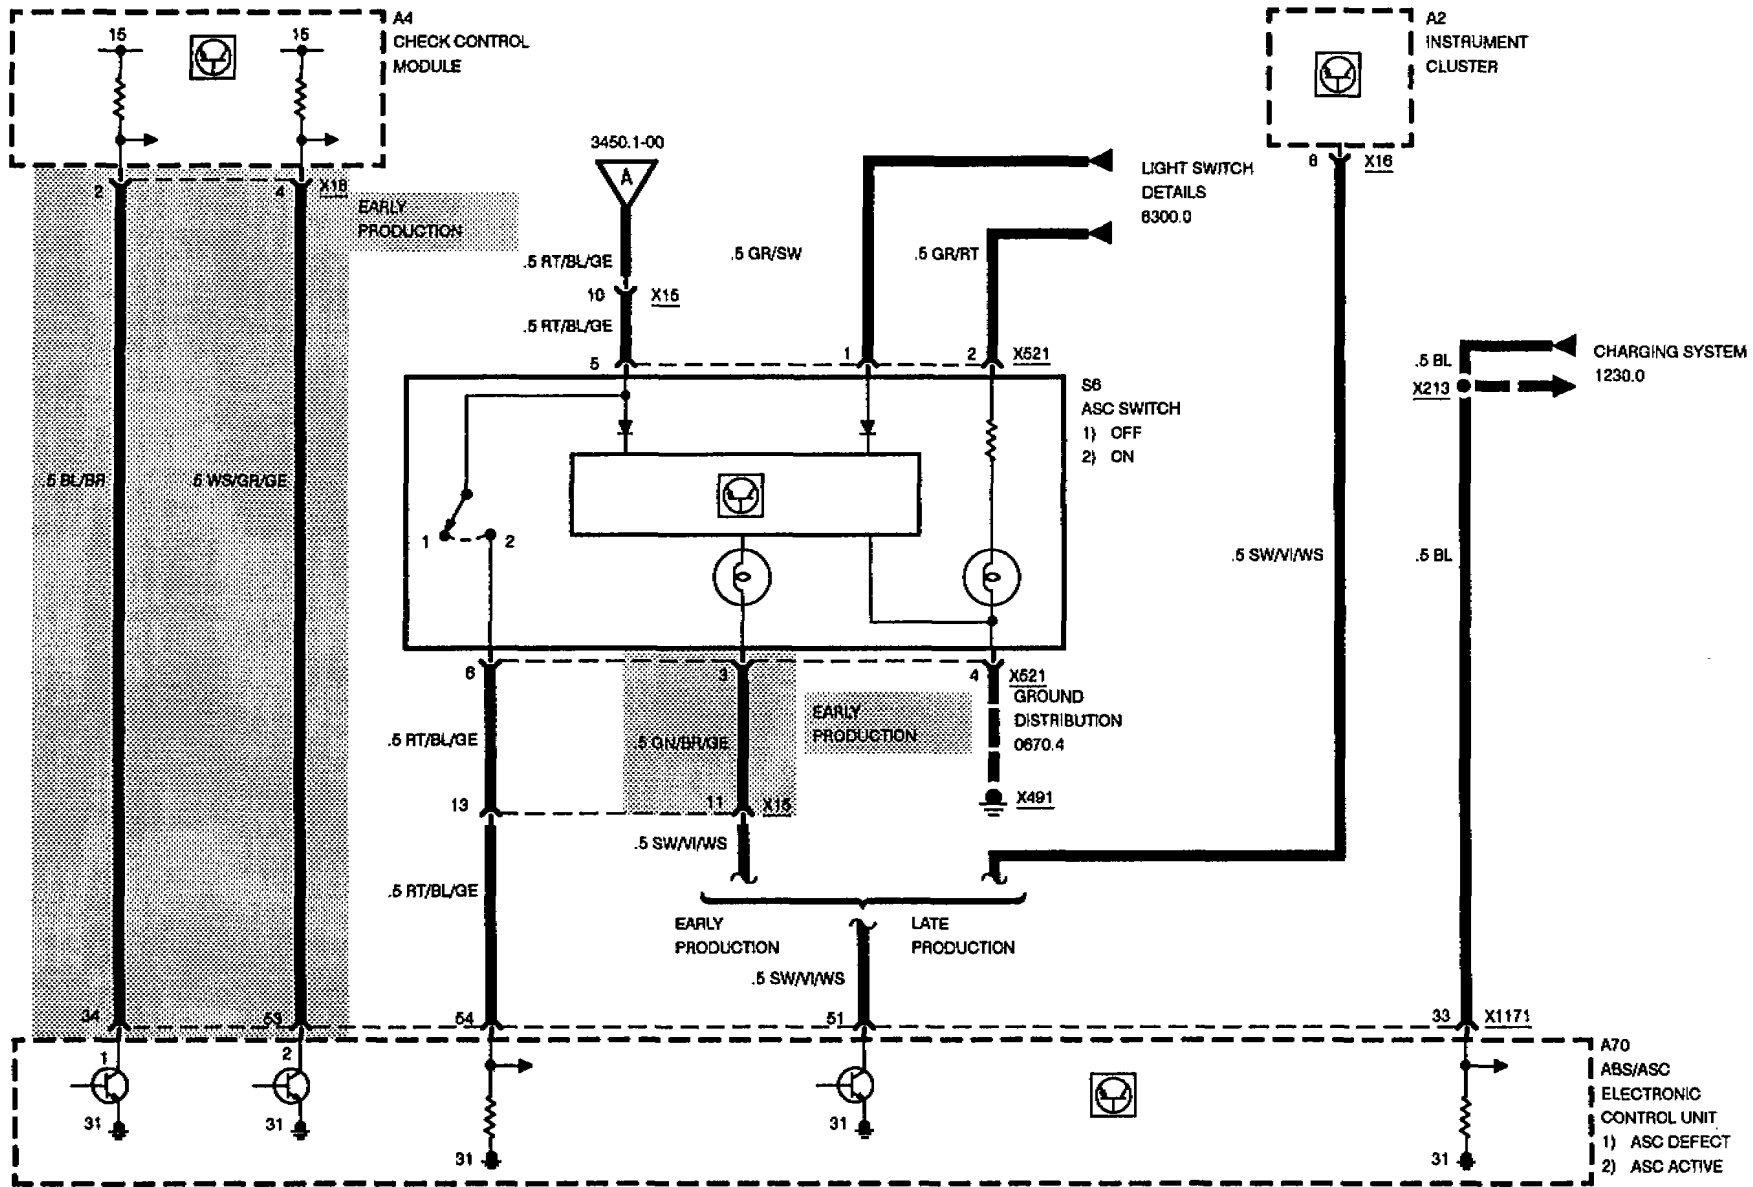 15
15
A4
CHECK CONTROL
MODULE
A2
INSTRUMENT
CLUSTER
3450.1-00
A
8
X16
LIGHT SWITCH
DETAILS
6300.0
2
4
X18
EARLY
PRODUCTION
.5 RT/BL/GE
.5 GR/SW
.5 GR/RT
10
X15
.5 RT/BL/GE
5
1
2
X521
.5 BL
CHARGING SYSTEM
1230.0
X213
S6
ASC SWITCH
1) OFF
2) ON
.5 BL/BR
.5 WS/GR/GE
1
2
.5 SW/VI/WS
.5 BL
6
3
4
X521
GROUND
DISTRIBUTION
0670.4
EARLY
PRODUCTION
.5 RT/BL/GE
.5 GN/BR/GE
13
11
X15
X491
.5 SW/VI/WS
.5 RT/BL/GE
EARLY
PRODUCTION
LATE
PRODUCTION
.5 SW/VI/WS
34
53
54
51
33
X1171
1
2
31
31
31
31
31
A70
ABS/ASC
ELECTRONIC
CONTROL UNIT
1) ASC DEFECT
2) ASC ACTIVE